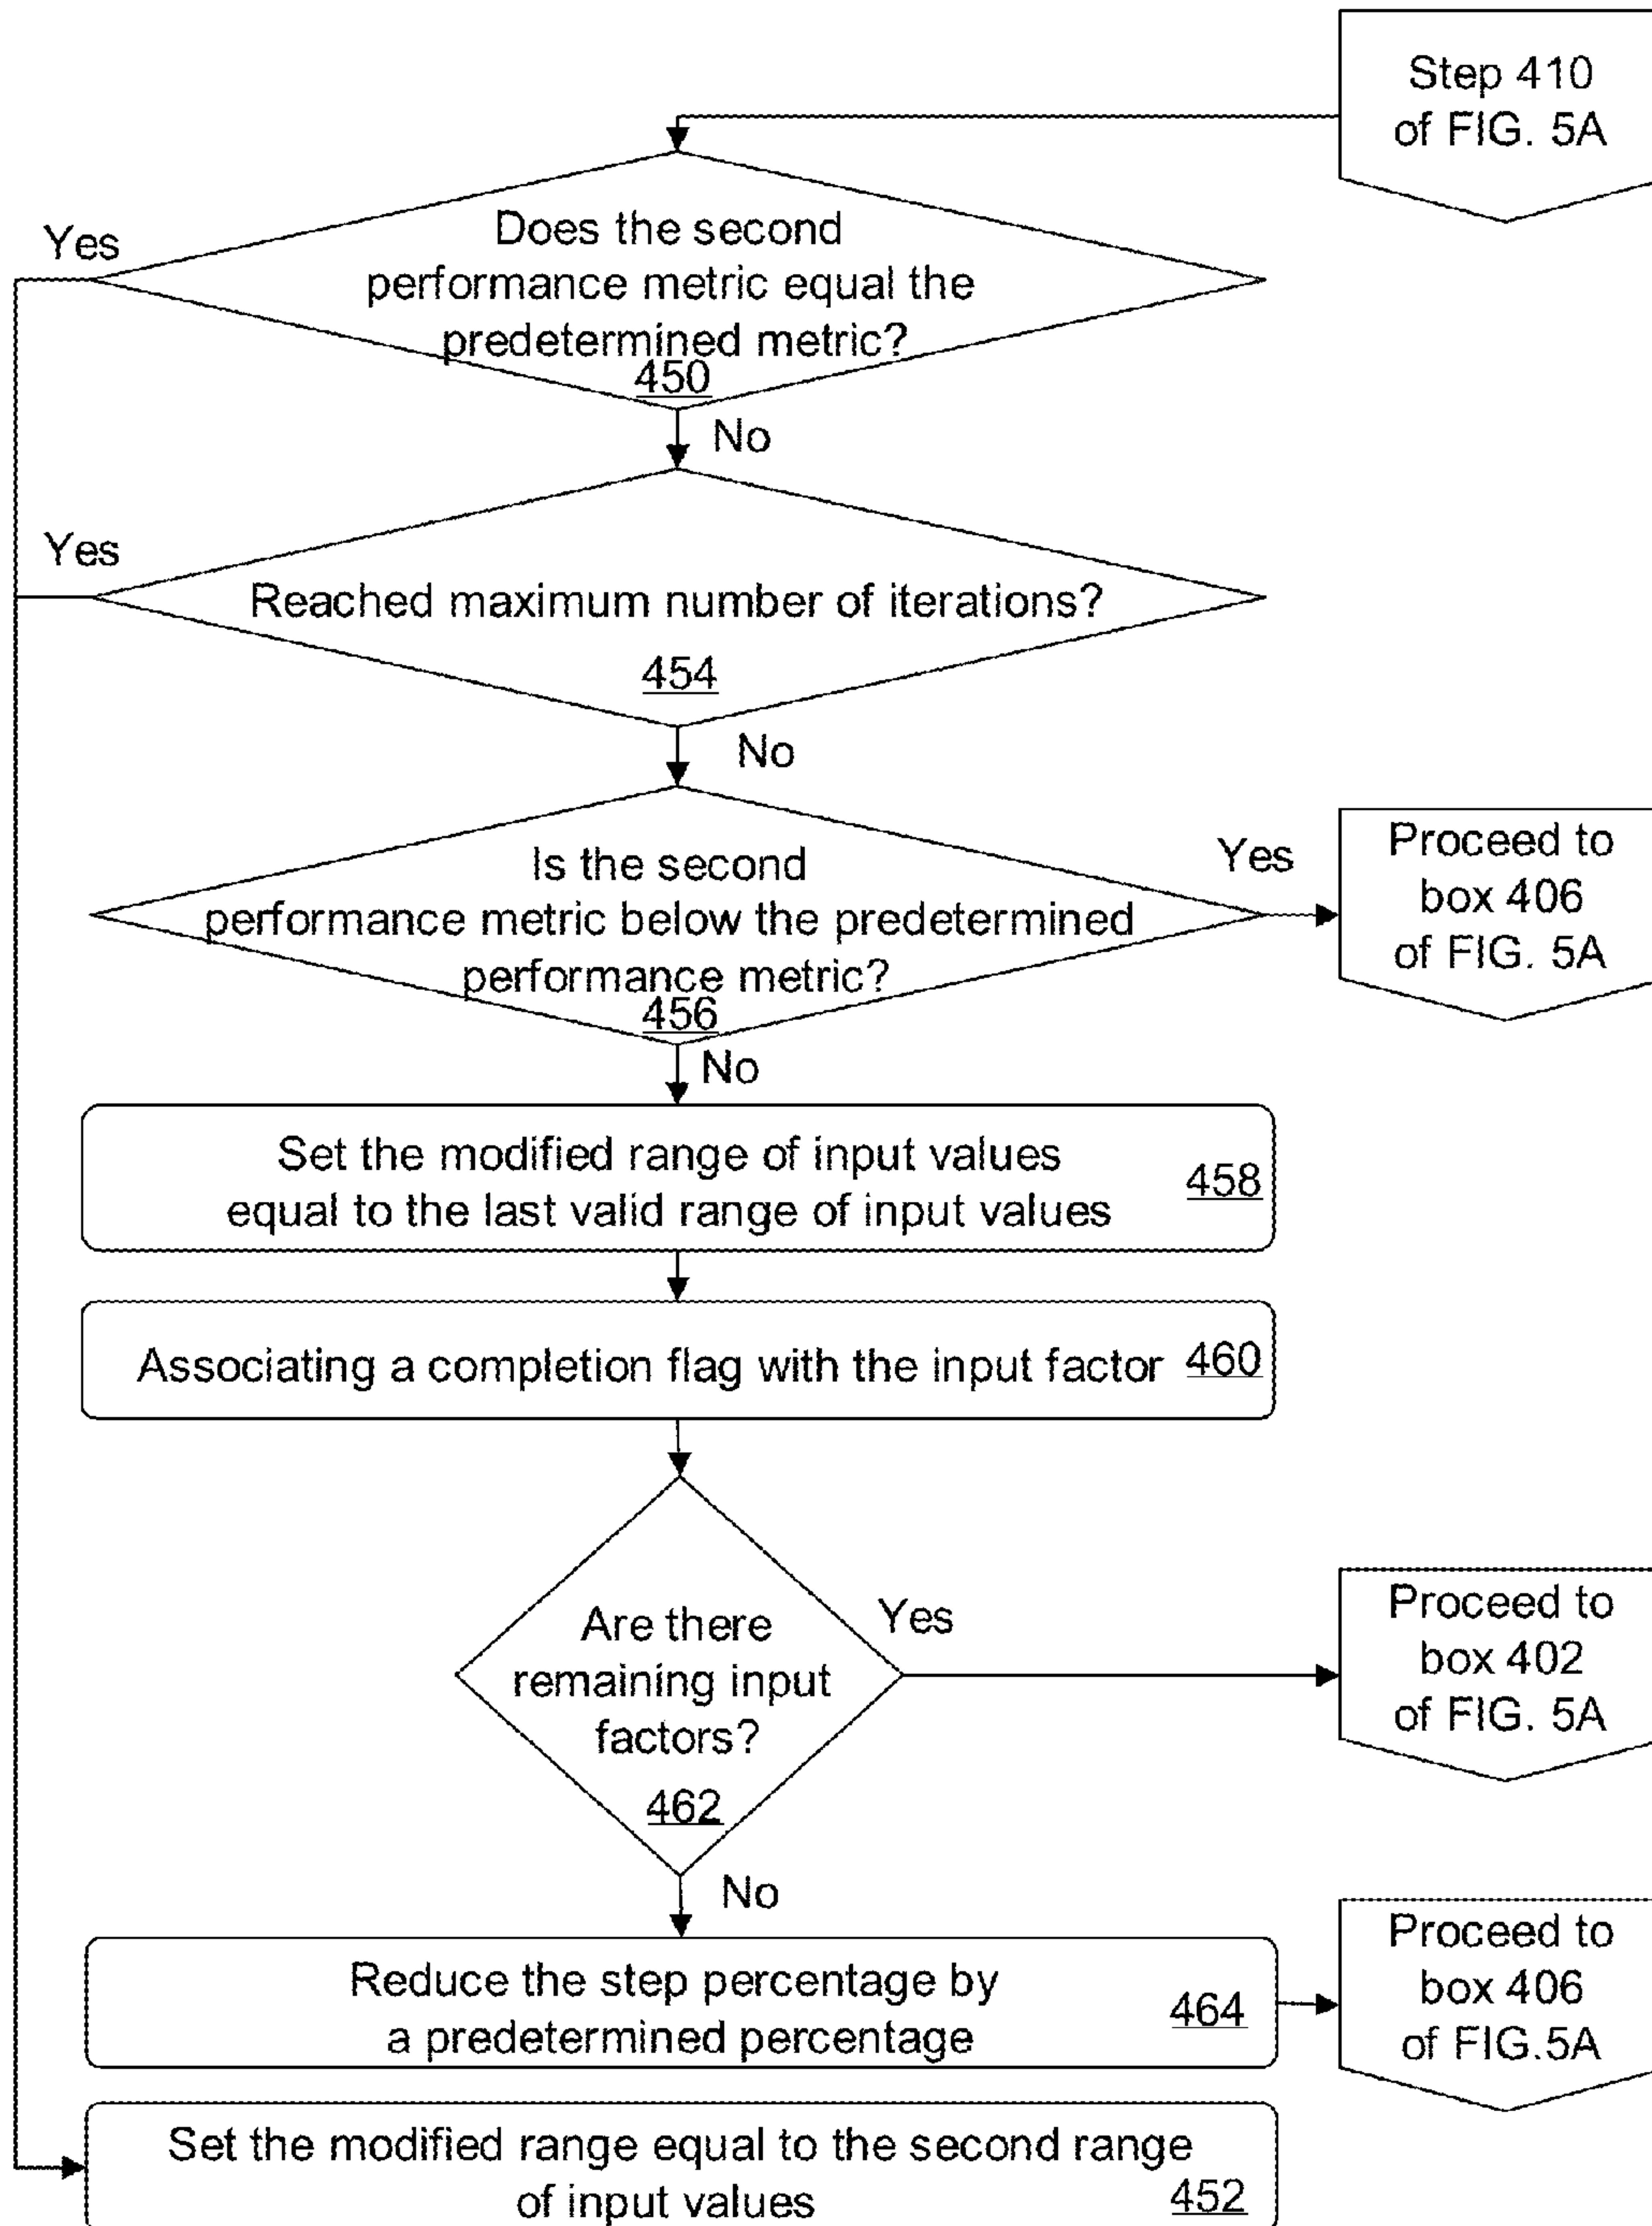 Step 410
of FIG. 5A
Yes
Does the second
performance metric equal the
predetermined metric?
450
No
Yes
Reached maximum number of iterations?
454
No
Is the second
performance metric below the predetermined
performance metric?
456
Yes
Proceed to
box 406
of FIG. 5A
No
Set the modified range of input values
equal to the last valid range of input values
458
Associating a completion flag with the input factor 460
Are there
remaining input
factors?
462
Yes
Proceed to
box 402
of FIG. 5A
No
Reduce the step percentage by
a predetermined percentage
464
Proceed to
box 406
of FIG.5A
Set the modified range equal to the second range
of input values
452